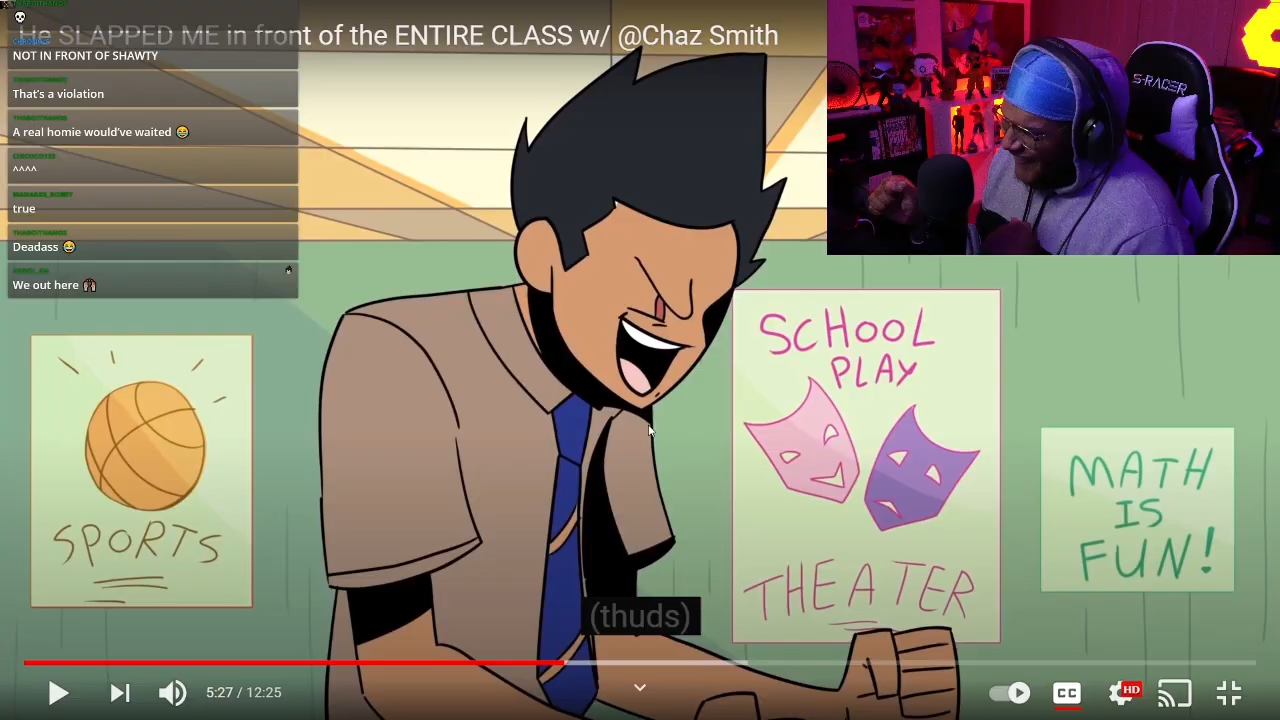 He SLAPPED ME in front of the ENTIRE CLASS w/ @Chaz Smith
NOT IN FRONT OF SHAWTY
That's a violation
A real homie would've waited 😂
^^^^
true
Deadass 😂
We out here 🙌🏾
S-RACER
SCHOOL
PLAY
THEATER
SPORTS
MATH
IS
FUN!
(thuds)
5:27 / 12:25
CC
HD